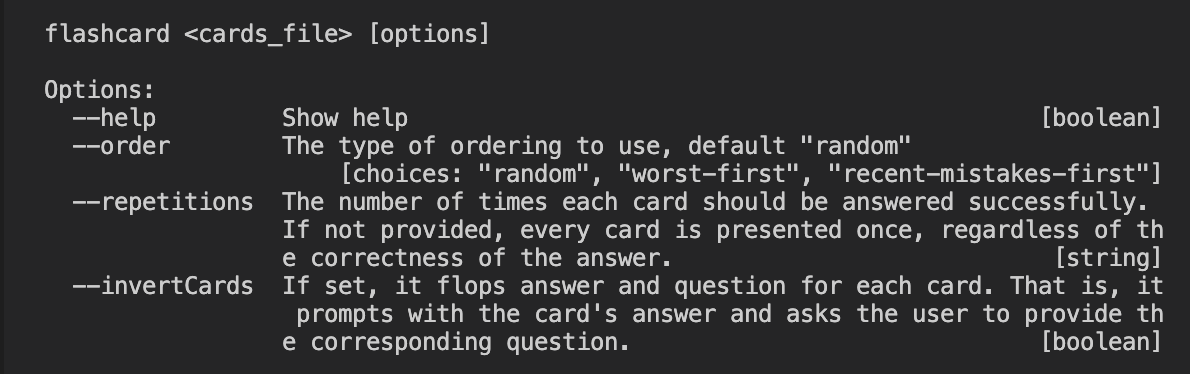 flashcard <cards_file> [options]
Options:
--help Show help [boolean]
--order The type of ordering to use, default "random"
[choices: "random", "worst-first", "recent-mistakes-first"]
--repetitions The number of times each card should be answered successfully.
If not provided, every card is presented once, regardless of th
e correctness of the answer. [string]
--invertCards If set, it flops answer and question for each card. That is, it
prompts with the card's answer and asks the user to provide th
e corresponding question. [boolean]